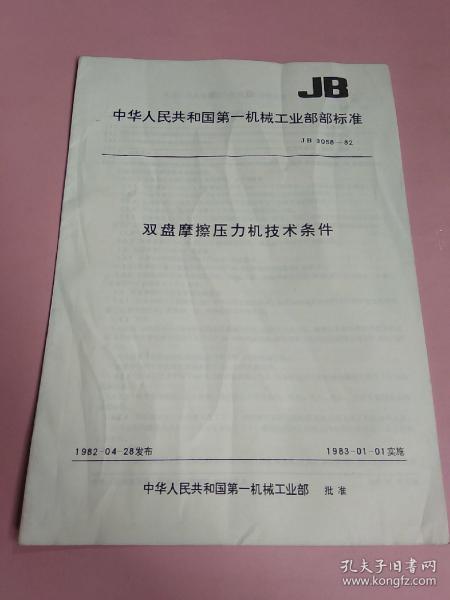 JB
中华人民共和国第一机械工业部部标准
JB 3058-82
双盘摩擦压力机技术条件
1982-04-28发布
1983-01-01实施
中华人民共和国第一机械工业部 批准
孔夫子旧书网
www.kongfz.com